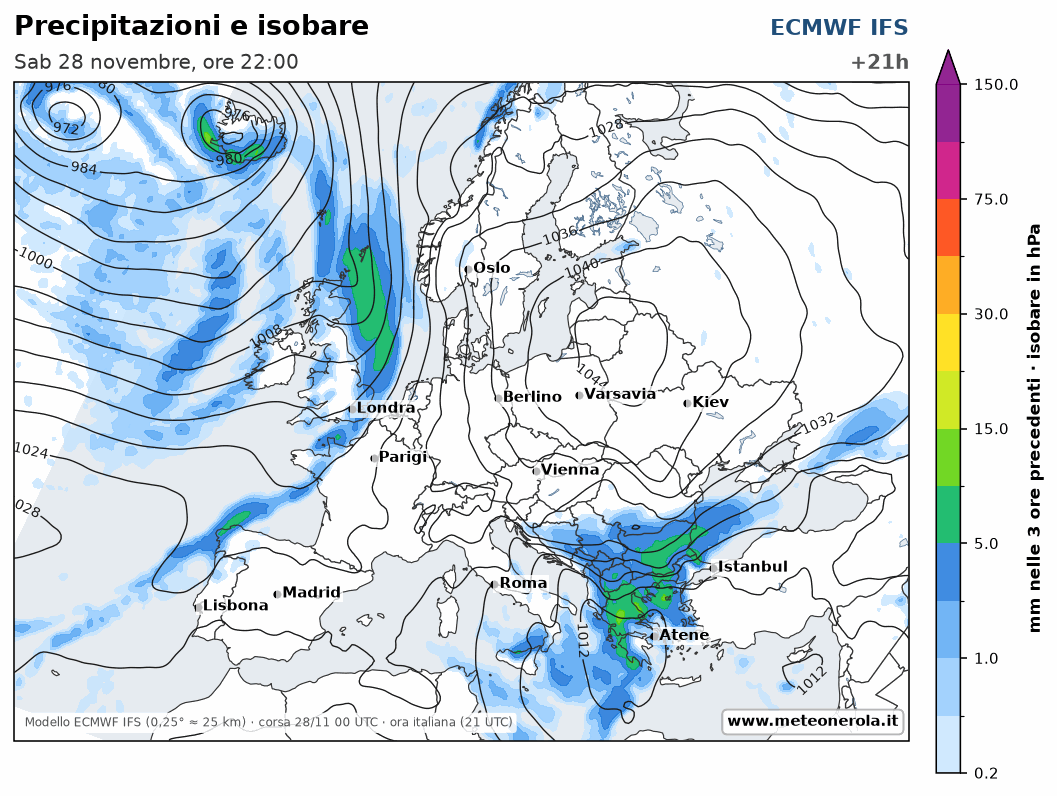 Precipitazioni e isobare
ECMWF IFS
Sab 28 novembre, ore 22:00
+21h
976
80
972
976
980
984
1028
1000
1036
1040
Oslo
1008
1044
Londra
Berlino
Varsavia
Kiev
1032
1024
Parigi
Vienna
028
Istanbul
Roma
Madrid
Lisbona
1012
Atene
1012
Modello ECMWF IFS (0,25° ≈ 25 km) · corsa 28/11 00 UTC · ora italiana (21 UTC)
www.meteonerola.it
150.0
75.0
30.0
15.0
5.0
1.0
0.2
mm nelle 3 ore precedenti · isobare in hPa